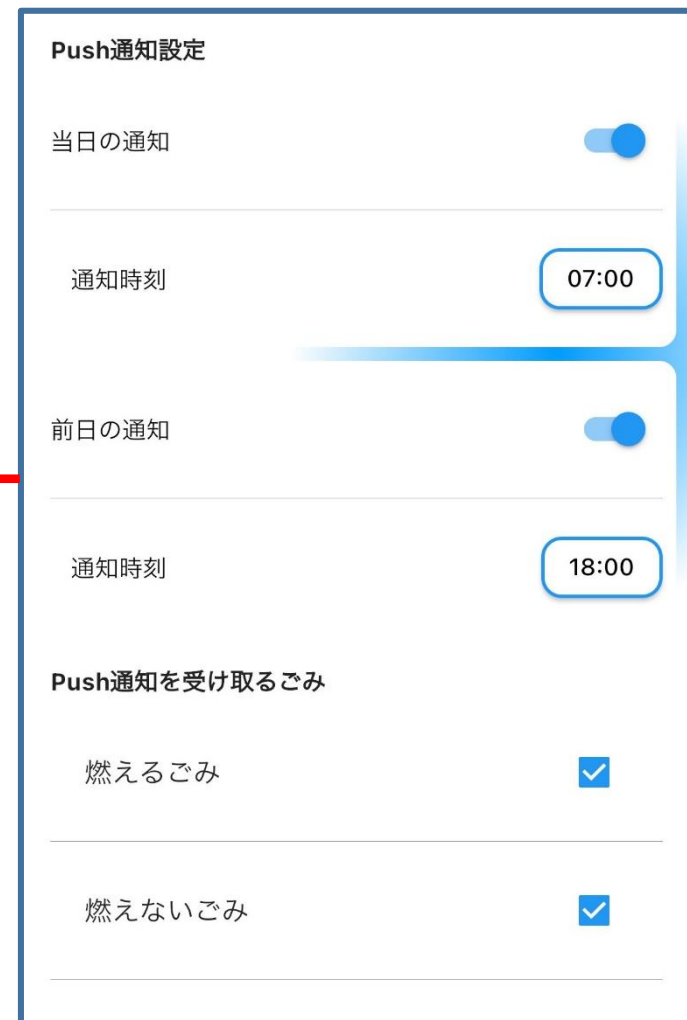 Push通知設定
当日の通知
通知時刻 07:00
前日の通知
通知時刻 18:00
Push通知を受け取るごみ
燃えるごみ
燃えないごみ